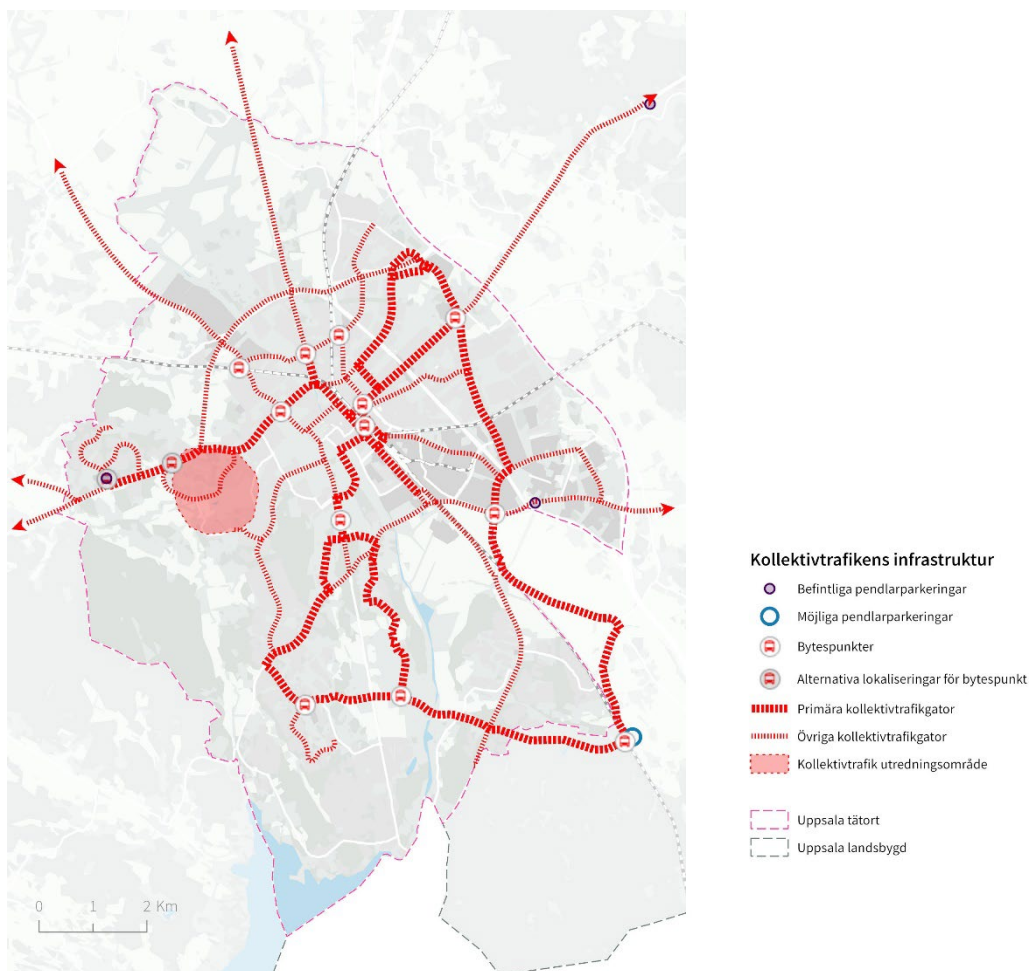 Kollektivtrafikens infrastruktur
Befintliga pendlarparkeringar
Möjliga pendlarparkeringar
Bytespunkter
Alternativa lokaliseringar för bytespunkt
Primära kollektivtrafikgator
Övriga kollektivtrafikgator
Kollektivtrafik utredningsområde
Uppsala tätort
Uppsala landsbygd
0 1 2 Km